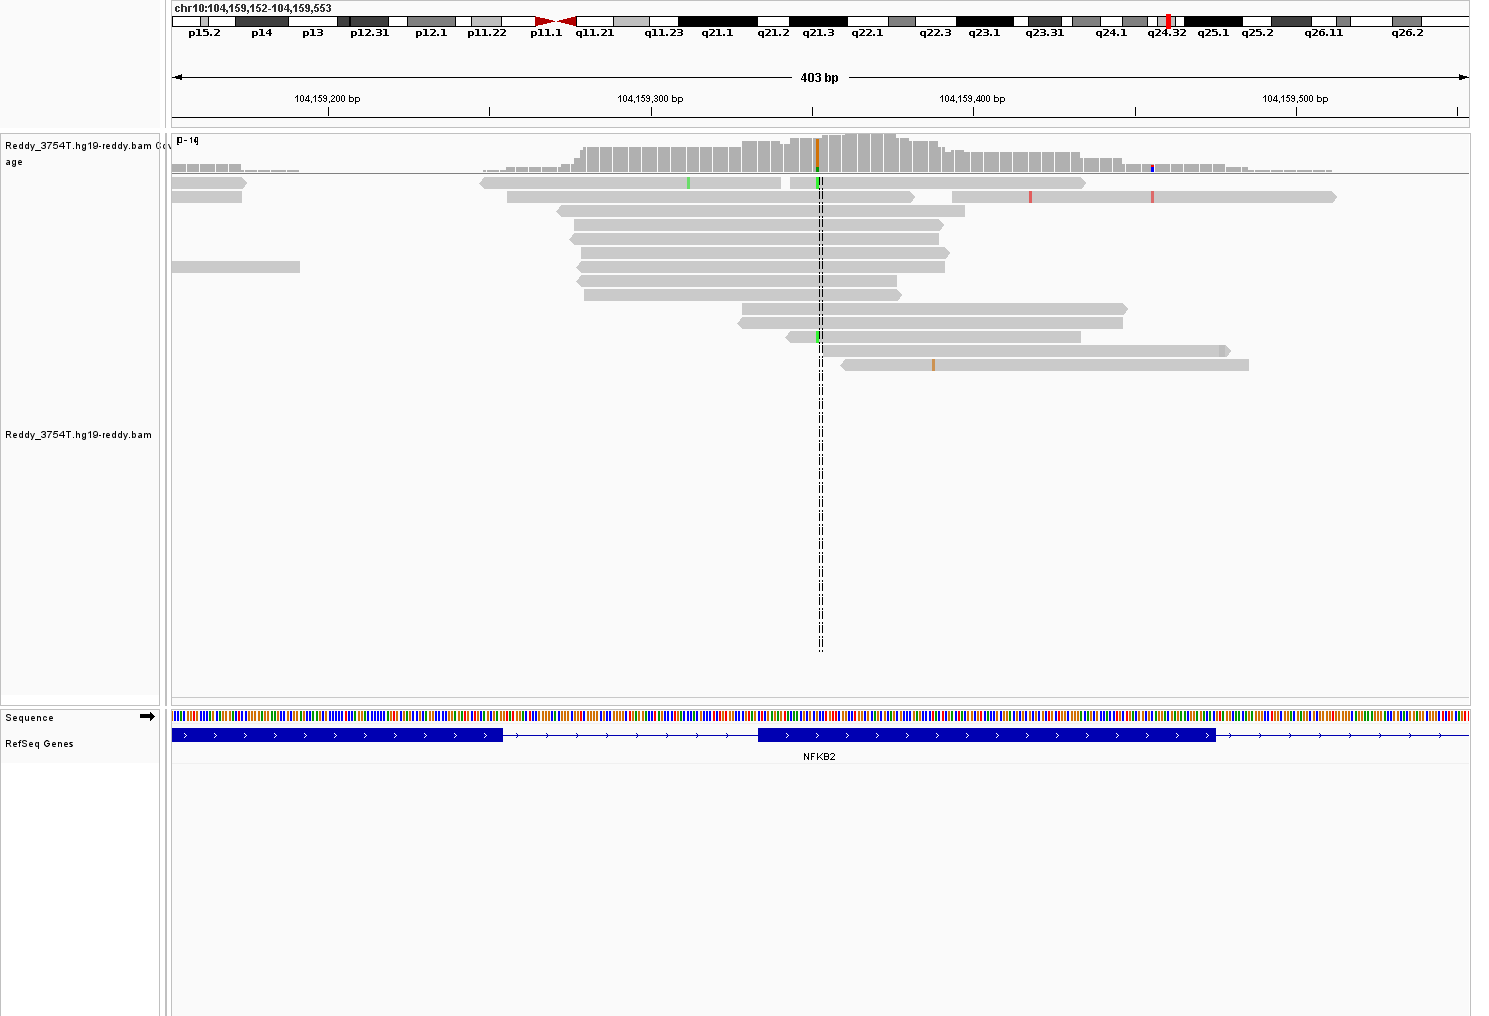 chr10:104,159,152-104,159,553
p15.2 p14 p13 p12.31 p12.1 p11.22 p11.1 q11.21 q11.23 q21.1 q21.2 q21.3 q22.1 q22.3 q23.1 q23.31 q24.1 q24.32 q25.1 q25.2 q26.11 q26.2
403 bp
104,159,200 bp 104,159,300 bp 104,159,400 bp 104,159,500 bp
Reddy_3754T.hg19-reddy.bam Cov
age
Reddy_3754T.hg19-reddy.bam
Sequence
RefSeq Genes
NFKB2